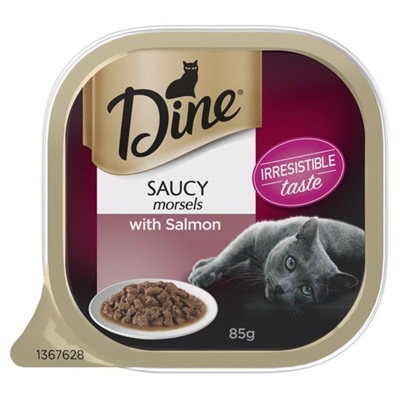 Dine
SAUCY
morsels
with Salmon
IRRESISTIBLE
taste
85g
1367628